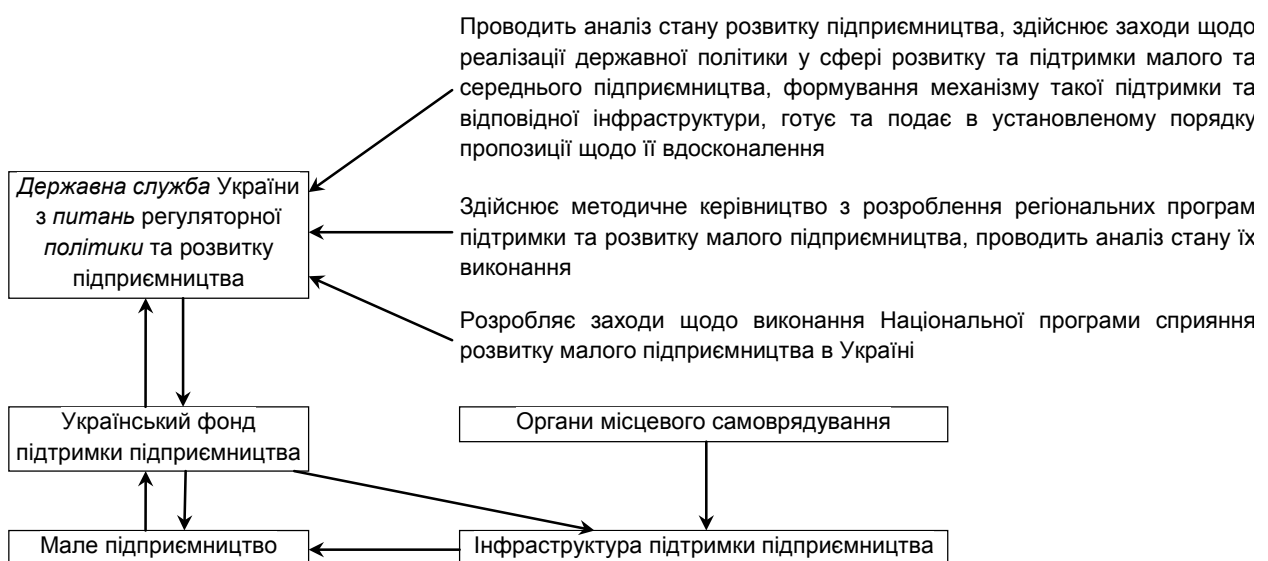 Проводить аналіз стану розвитку підприємництва, здійснює заходи щодо
реалізації державної політики у сфері розвитку та підтримки малого та
середнього підприємництва, формування механізму такої підтримки та
відповідної інфраструктури, готує та подає в установленому порядку
пропозиції щодо її вдосконалення
Державна служба України
з питань регуляторної
політики та розвитку
підприємництва
Здійснює методичне керівництво з розроблення регіональних програм
підтримки та розвитку малого підприємництва, проводить аналіз стану їх
виконання
Розробляє заходи щодо виконання Національної програми сприяння
розвитку малого підприємництва в Україні
Український фонд
підтримки підприємництва
Органи місцевого самоврядування
Мале підприємництво
Інфраструктура підтримки підприємництва